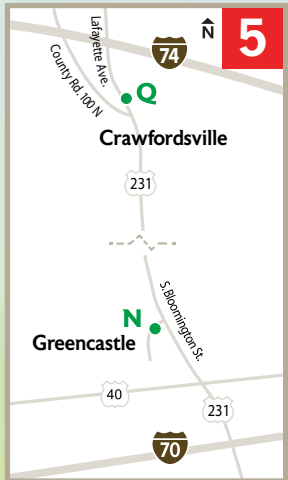 N
5
74
Lafayette Ave.
County Rd. 100 N
Q
Crawfordsville
231
S. Bloomington St.
N
Greencastle
40
231
70